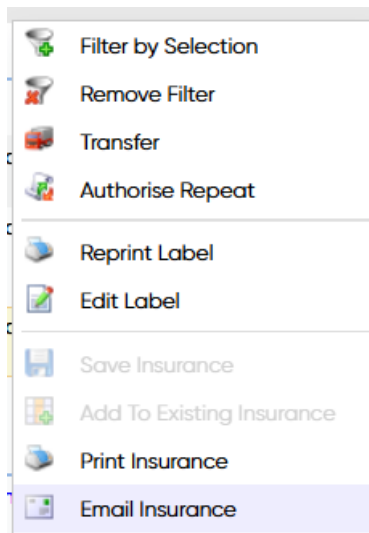 Filter by Selection
Remove Filter
Transfer
Authorise Repeat
Reprint Label
Edit Label
Save Insurance
Add To Existing Insurance
Print Insurance
Email Insurance